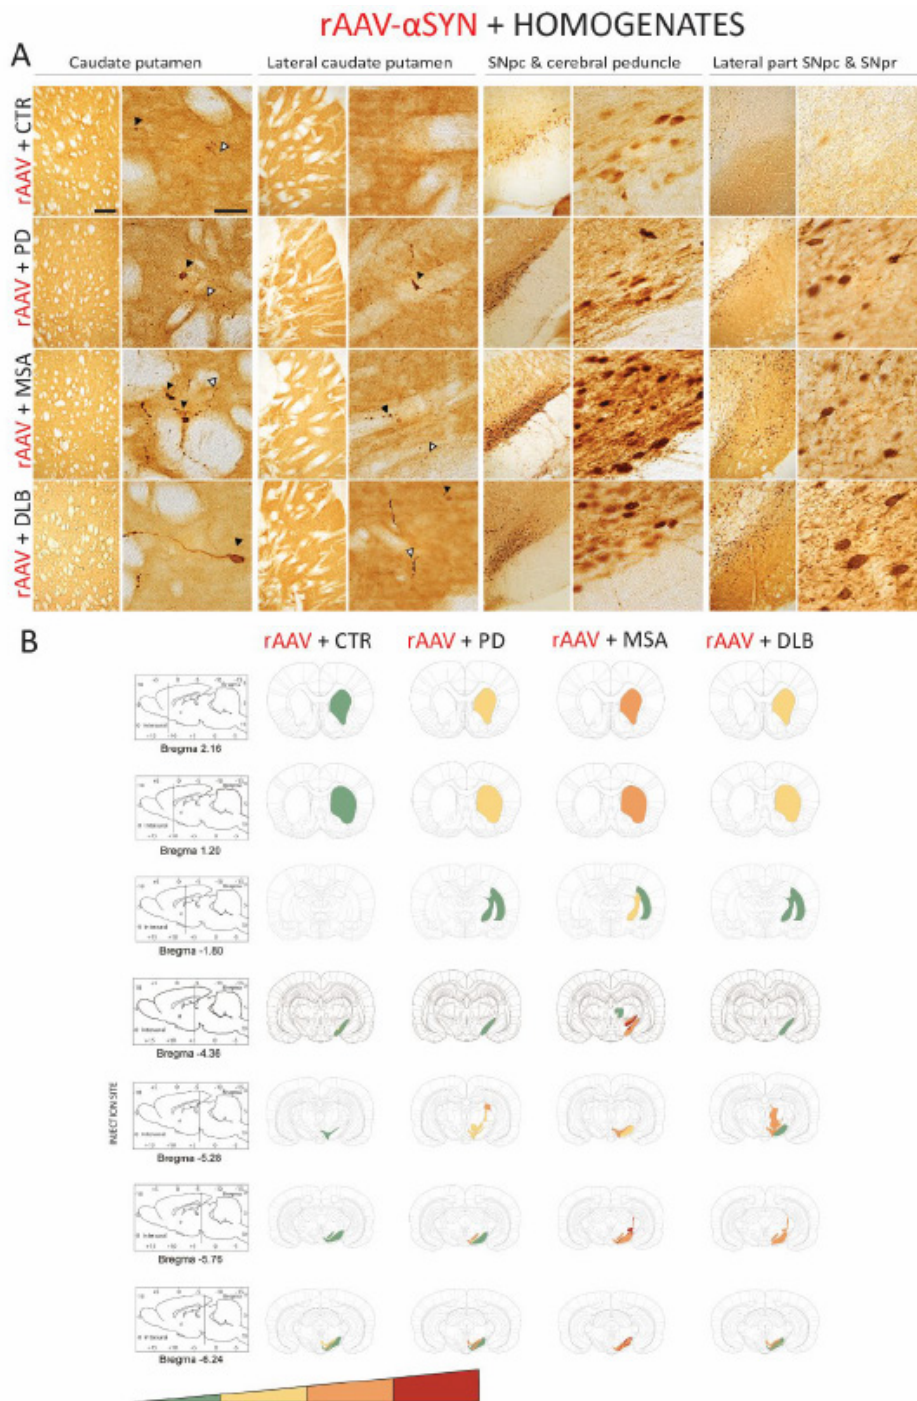 rAAV-αSYN + HOMOGENATES
A
Caudate putamen
Lateral caudate putamen
SNpc & cerebral peduncle
Lateral part SNpc & SNpr
rAAV + CTR
rAAV + PD
rAAV + MSA
rAAV + DLB
B
rAAV + CTR
rAAV + PD
rAAV + MSA
rAAV + DLB
Bregma 2.16
Bregma 1.20
Bregma -1.80
Bregma -4.36
INJECTION SITE
Bregma -5.28
Bregma -5.76
Bregma -6.24